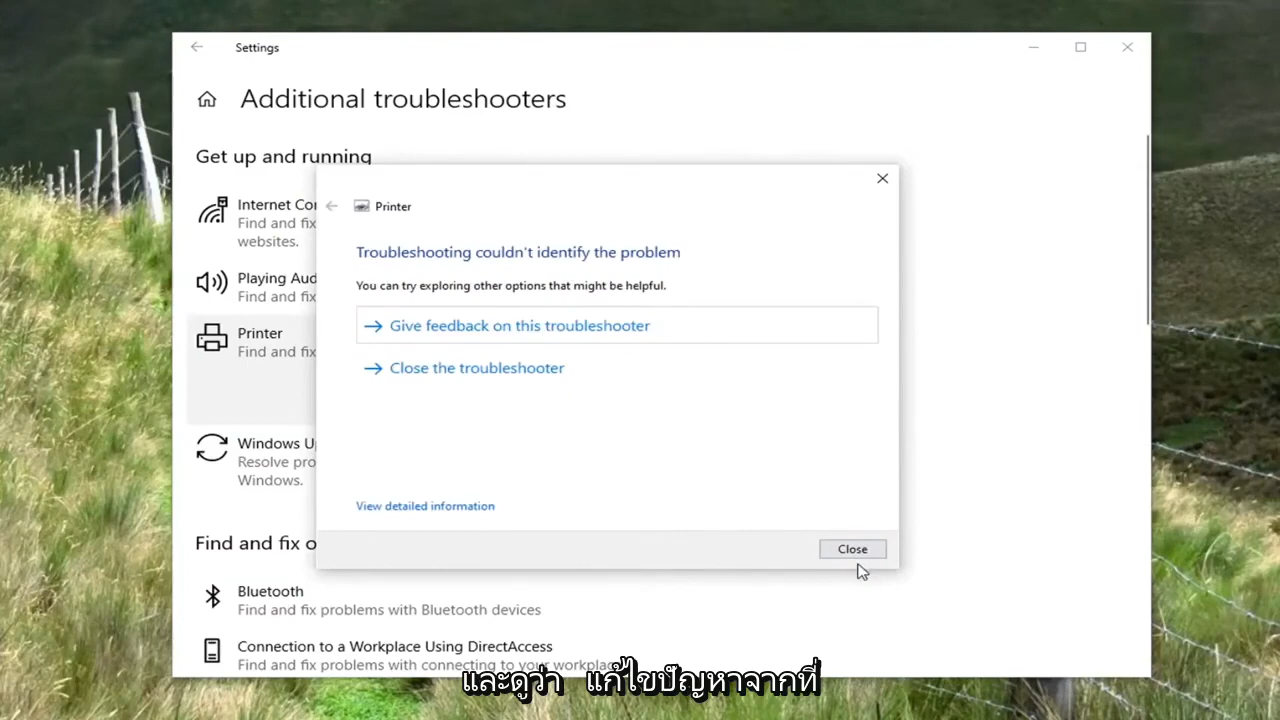 Settings
Additional troubleshooters
Get up and running
Internet Co
Find and fix
websites.
Playing Aud
Find and fix
Printer
Find and fix
Windows U
Resolve pro
Windows.
Find and fix o
Bluetooth
Find and fix problems with Bluetooth devices
Connection to a Workplace Using DirectAccess
Find and fix problems with connecting to your workplac
Printer
Troubleshooting couldn't identify the problem
You can try exploring other options that might be helpful.
Give feedback on this troubleshooter
Close the troubleshooter
View detailed information
Close
และดูว่า แก้ไขปัญหาจากที่